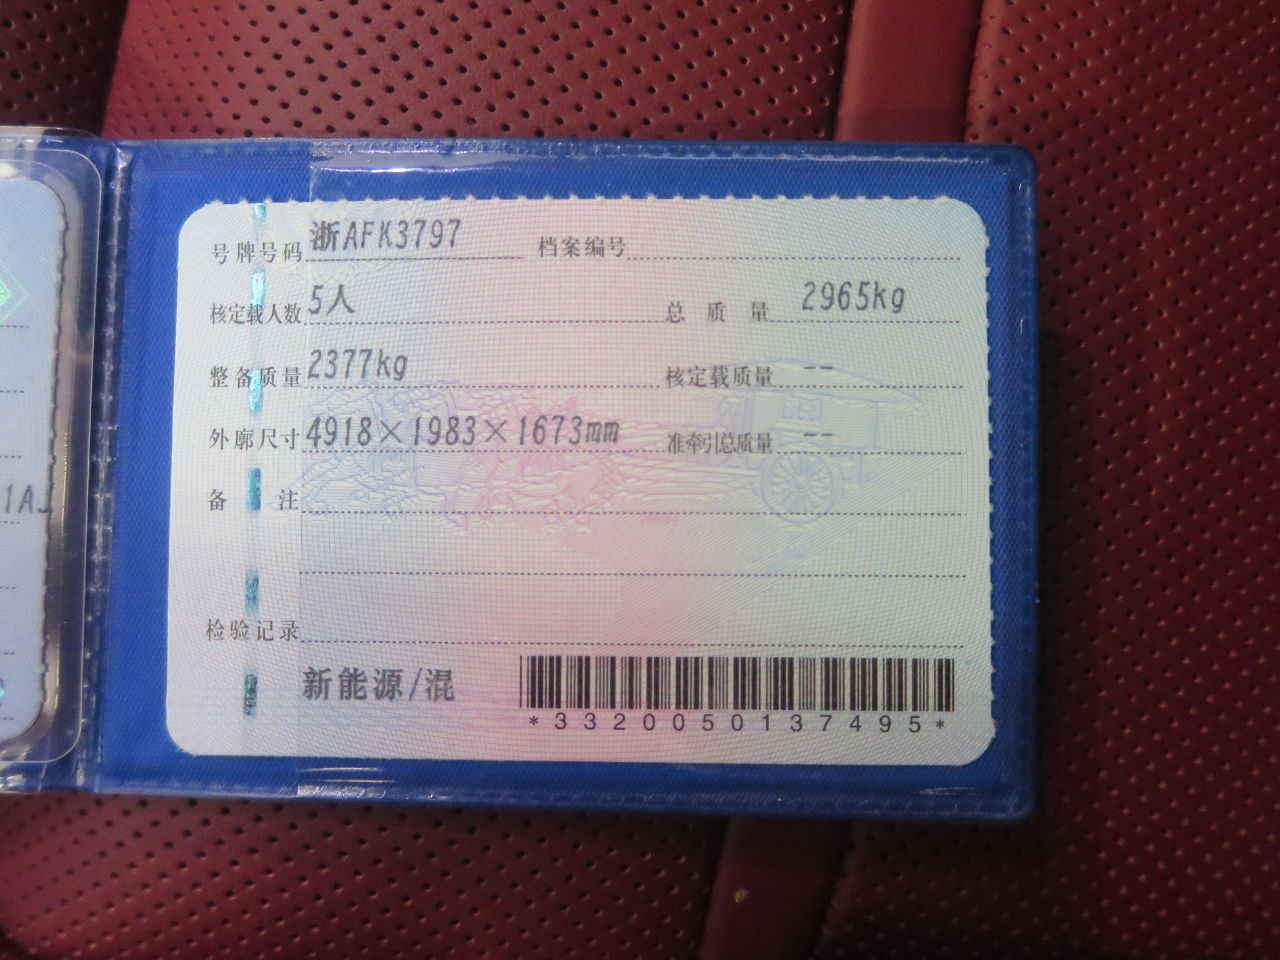 号牌号码 浙AFK3797 档案编号
核定载人数 5人 总质量 2965kg
整备质量 2377kg 核定载质量 --
外廓尺寸 4918×1983×1673mm 准牵引总质量 --
备注
检验记录
新能源/混
*3320050137495*
1A